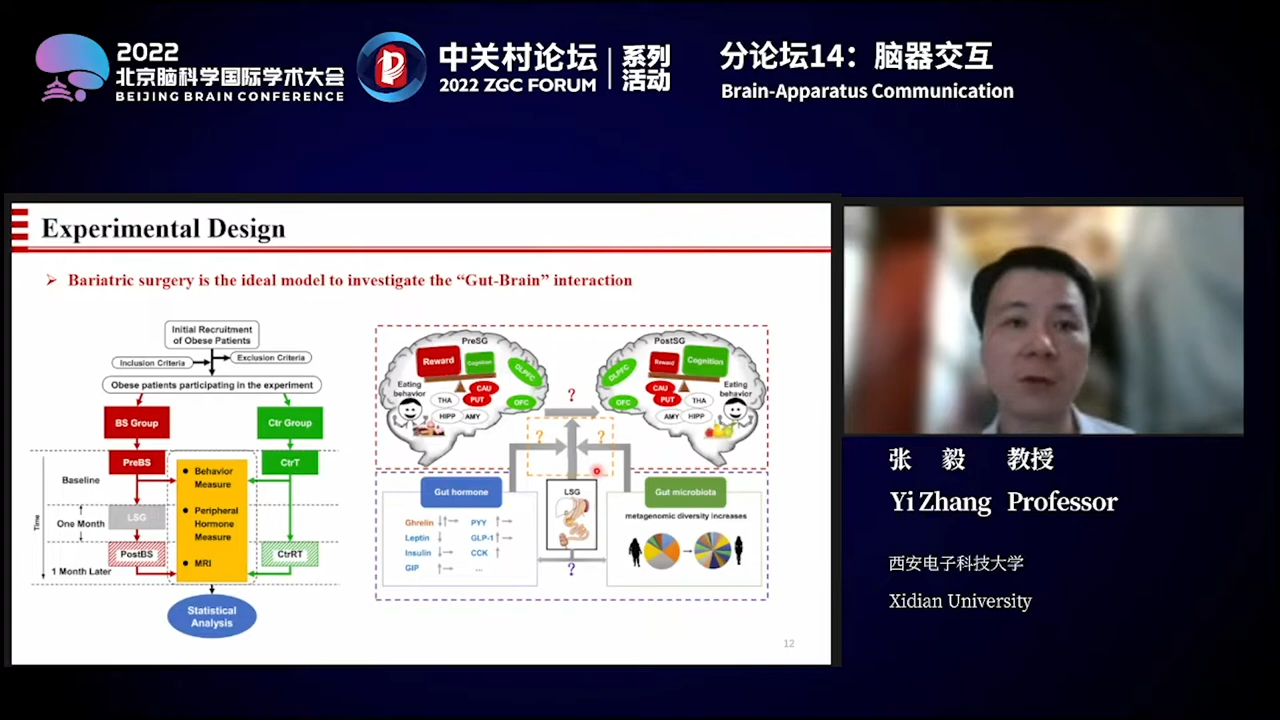 2022
北京脑科学国际学术大会
BEIJING BRAIN CONFERENCE
中关村论坛
2022 ZGC FORUM
系列
活动
分论坛14：脑器交互
Brain-Apparatus Communication
Experimental Design
Bariatric surgery is the ideal model to investigate the “Gut-Brain” interaction
Initial Recruitment
of Obese Patients
Inclusion Criteria
Exclusion Criteria
Obese patients participating in the experiment
BS Group
Ctr Group
PreBS
CtrT
Baseline
Behavior
Measure
Time
One Month
LSG
Peripheral
Hormone
Measure
PostBS
CtrRT
MRI
1 Month Later
Statistical
Analysis
PreSG
Reward
Cognition
DLPFC
Eating
behavior
CAU
THA
PUT
OFC
HIPP
AMY
?
PostSG
Reward
Cognition
DLPFC
CAU
Eating
behavior
OFC
PUT
THA
AMY
HIPP
?
?
Gut hormone
LSG
Gut microbiota
Ghrelin ↓↑→
PYY ↑→
Leptin ↓→
GLP-1 ↑→
Insulin ↓→
CCK ↑
GIP ↑→
...
metagenomic diversity increases
?
12
张 毅 教授
Yi Zhang Professor
西安电子科技大学
Xidian University